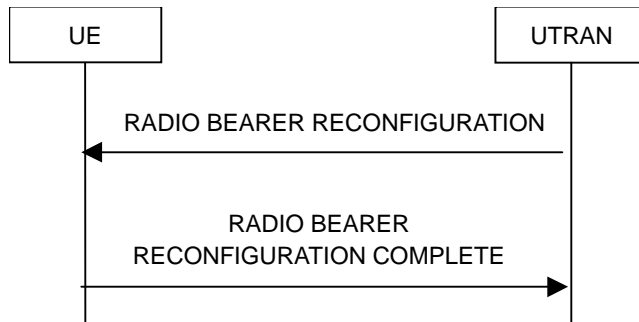 UE
UTRAN
RADIO BEARER RECONFIGURATION
RADIO BEARER
RECONFIGURATION COMPLETE